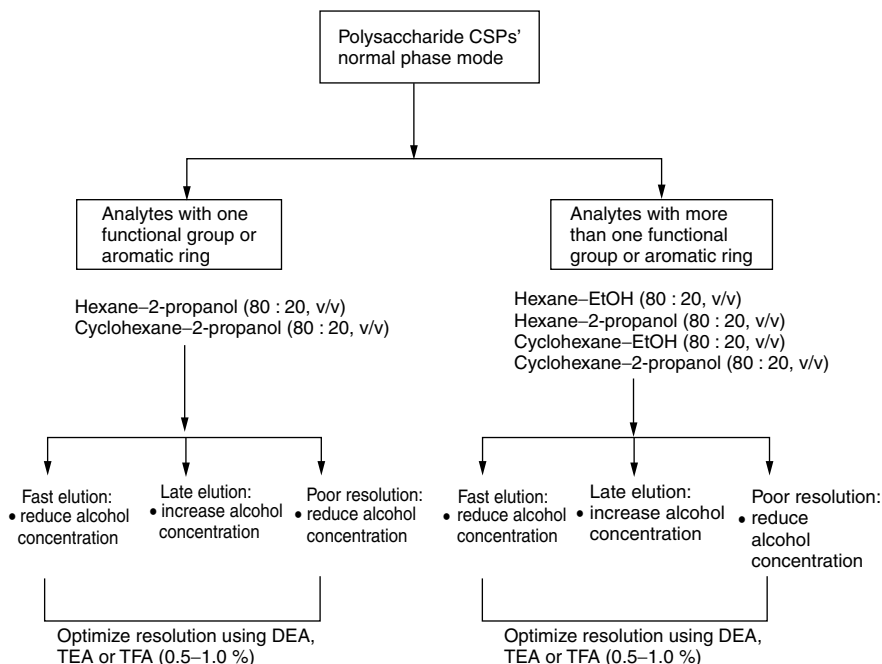 Polysaccharide CSPs'
normal phase mode
Analytes with one
functional group or
aromatic ring
Hexane–2-propanol (80 : 20, v/v)
Cyclohexane–2-propanol (80 : 20, v/v)
Fast elution:
• reduce alcohol
concentration
Late elution:
• increase alcohol
concentration
Poor resolution:
• reduce alcohol
concentration
Optimize resolution using DEA,
TEA or TFA (0.5–1.0 %)
Analytes with more
than one functional
group or aromatic ring
Hexane–EtOH (80 : 20, v/v)
Hexane–2-propanol (80 : 20, v/v)
Cyclohexane–EtOH (80 : 20, v/v)
Cyclohexane–2-propanol (80 : 20, v/v)
Fast elution:
• reduce alcohol
concentration
Late elution:
• increase alcohol
concentration
Poor resolution:
• reduce
alcohol
concentration
Optimize resolution using DEA,
TEA or TFA (0.5–1.0 %)